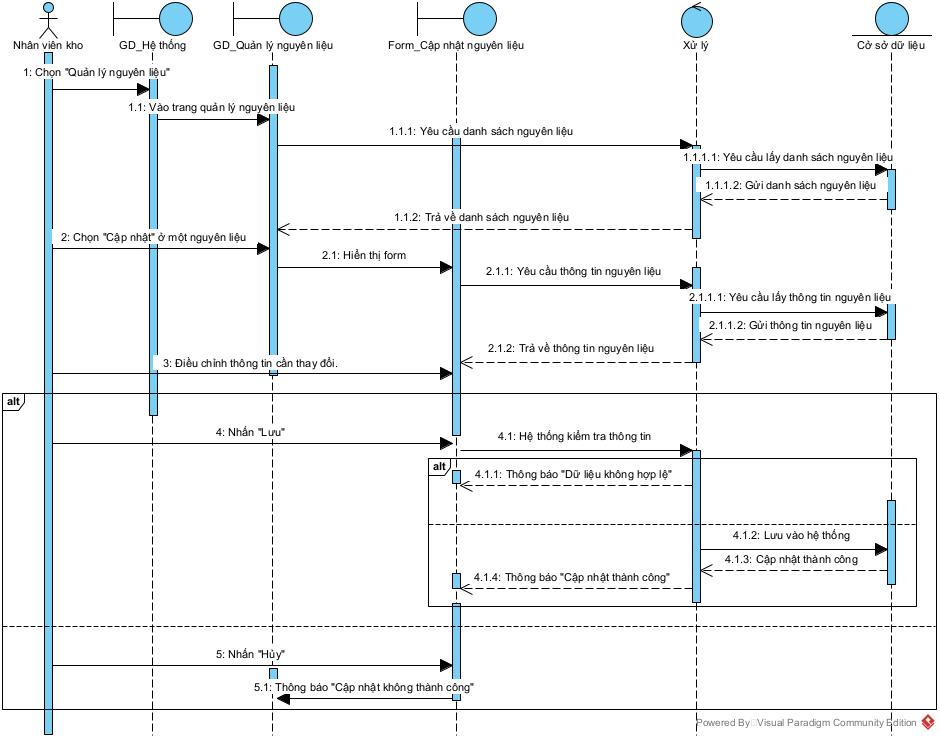 Nhân viên kho
GD_Hệ thống
GD_Quản lý nguyên liệu
Form_Cập nhật nguyên liệu
Xử lý
Cở sở dữ liệu
1: Chọn "Quản lý nguyên liệu"
1.1: Vào trang quản lý nguyên liệu
1.1.1: Yêu cầu danh sách nguyên liệu
1.1.1.1: Yêu cầu lấy danh sách nguyên liệu
1.1.1.2: Gửi danh sách nguyên liệu
1.1.2: Trả về danh sách nguyên liệu
2: Chọn "Cập nhật" ở một nguyên liệu
2.1: Hiển thị form
2.1.1: Yêu cầu thông tin nguyên liệu
2.1.1.1: Yêu cầu lấy thông tin nguyên liệu
2.1.1.2: Gửi thông tin nguyên liệu
2.1.2: Trả về thông tin nguyên liệu
3: Điều chỉnh thông tin cần thay đổi.
alt
4: Nhấn "Lưu"
4.1: Hệ thống kiểm tra thông tin
alt
4.1.1: Thông báo "Dữ liệu không hợp lệ"
4.1.2: Lưu vào hệ thống
4.1.3: Cập nhật thành công
4.1.4: Thông báo "Cập nhật thành công"
5: Nhấn "Hủy"
5.1: Thông báo "Cập nhật không thành công"
Powered By Visual Paradigm Community Edition